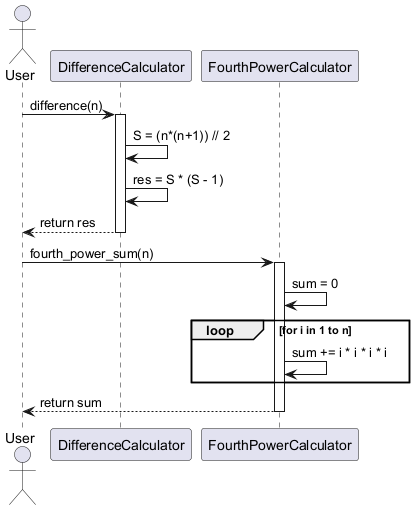 User
DifferenceCalculator
FourthPowerCalculator
difference(n)
S = (n*(n+1)) // 2
res = S * (S - 1)
return res
fourth_power_sum(n)
sum = 0
loop
[for i in 1 to n]
sum += i * i * i * i
return sum
User
DifferenceCalculator
FourthPowerCalculator